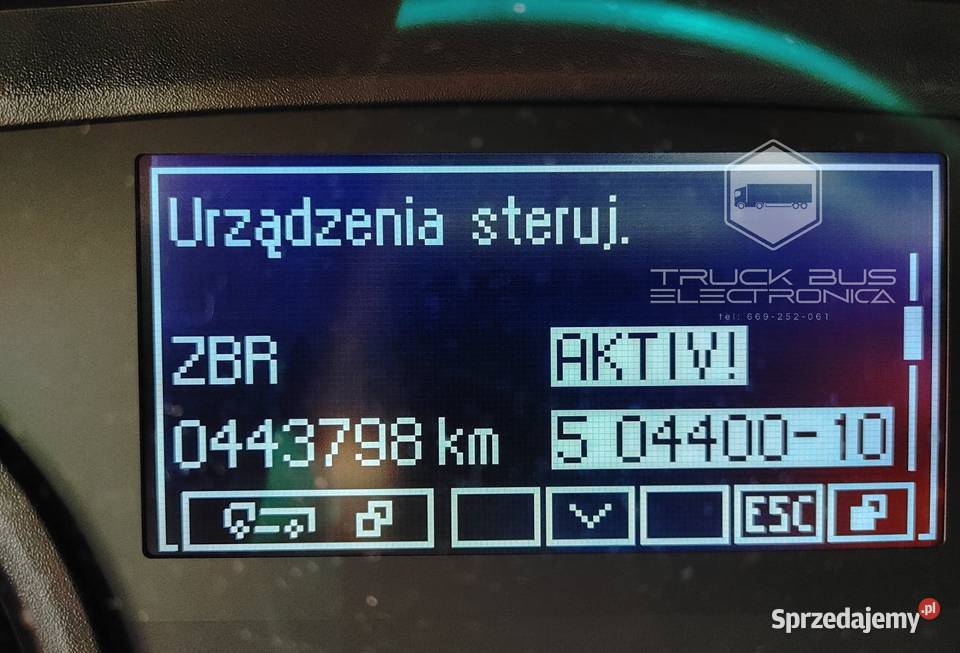 Urządzenia steruj.
TRUCK BUS
ELECTRONICA
tel: 669-252-061
ZBR AKTIV!
0443798 km 5 04400-10
ESC
Sprzedajemy.pl